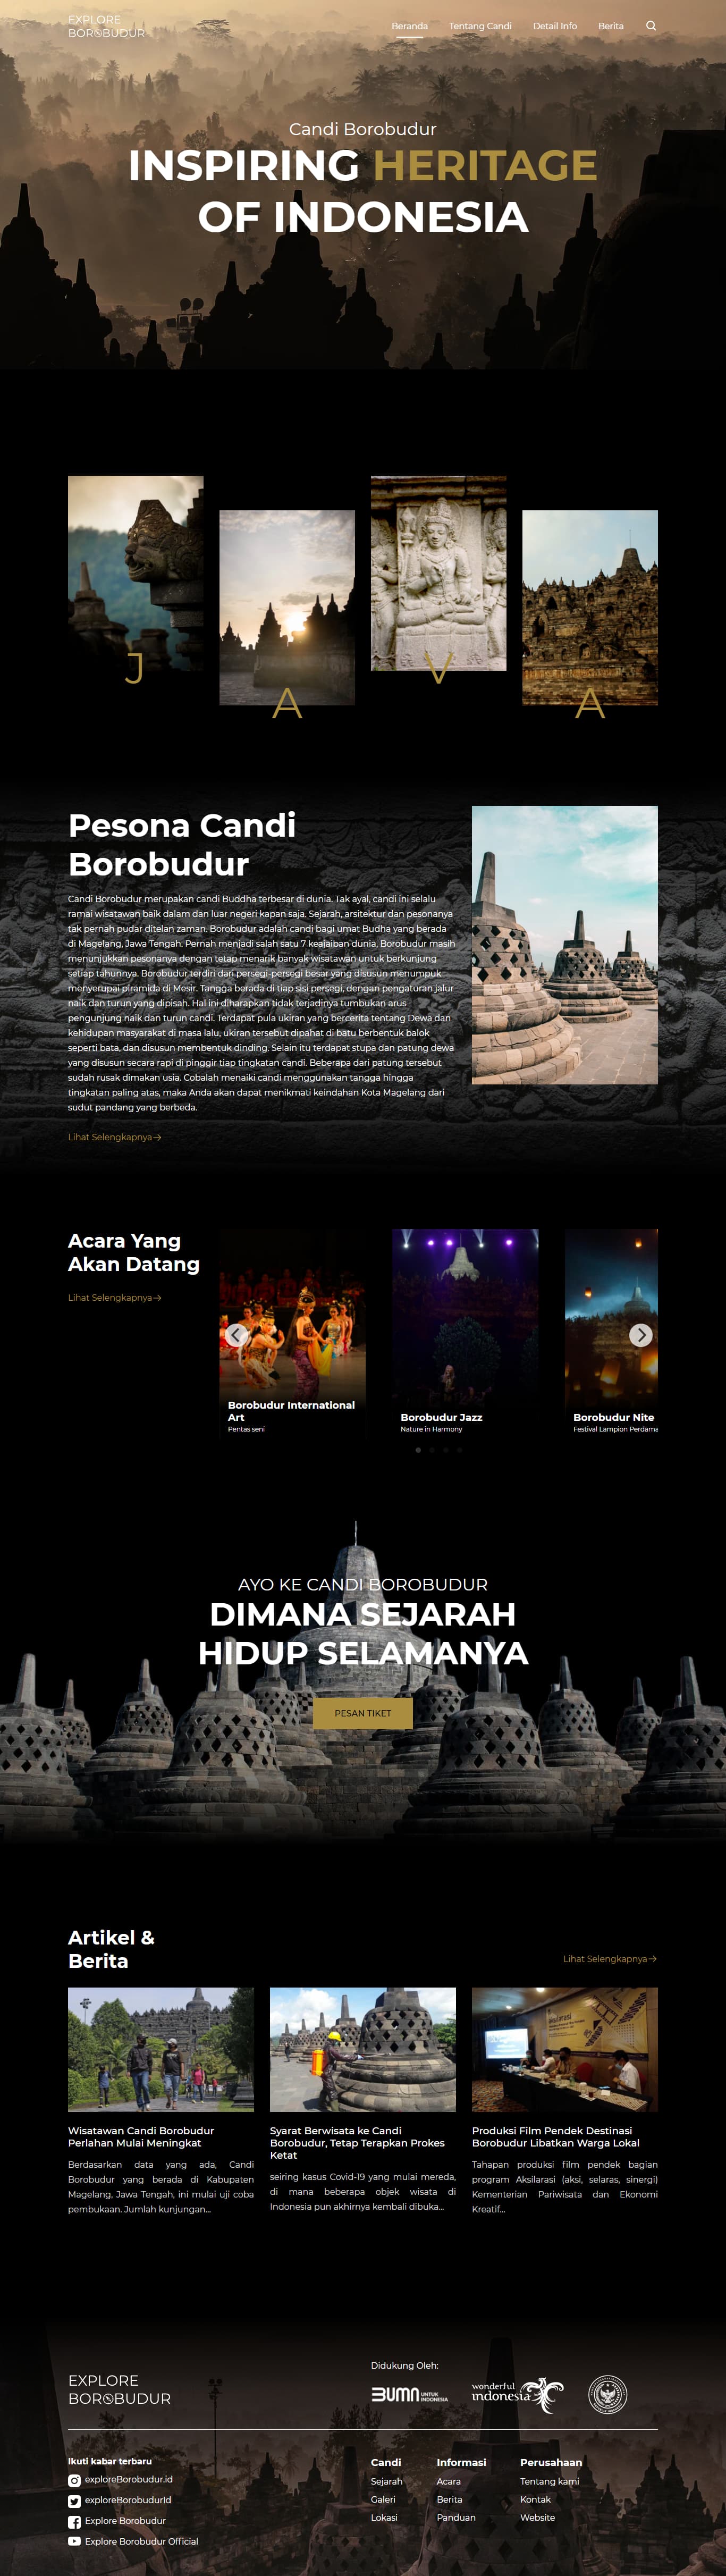 EXPLORE
BOROBUDUR
Beranda
Tentang Candi
Detail Info
Berita
Candi Borobudur
INSPIRING HERITAGE
OF INDONESIA
J
A
V
A
Pesona Candi
Borobudur
Candi Borobudur merupakan candi Buddha terbesar di dunia. Tak ayal, candi ini selalu
ramai wisatawan baik dalam dan luar negeri kapan saja. Sejarah, arsitektur dan pesonanya
tak pernah pudar ditelan zaman. Borobudur adalah candi bagi umat Budha yang berada
di Magelang, Jawa Tengah. Pernah menjadi salah satu 7 keajaiban dunia, Borobudur masih
menunjukkan pesonanya dengan tetap menarik banyak wisatawan untuk berkunjung
setiap tahunnya. Borobudur terdiri dari persegi-persegi besar yang disusun menumpuk
menyerupai piramida di Mesir. Tangga berada di tiap sisi persegi, dengan pengaturan jalur
naik dan turun yang dipisah. Hal ini diharapkan tidak terjadinya tumbukan arus
pengunjung naik dan turun candi. Terdapat pula ukiran yang bercerita tentang Dewa dan
kehidupan masyarakat di masa lalu, ukiran tersebut dipahat di batu berbentuk balok
seperti bata, dan disusun membentuk dinding. Selain itu terdapat stupa dan patung dewa
yang disusun secara rapi di pinggir tiap tingkatan candi. Beberapa dari patung tersebut
sudah rusak dimakan usia. Cobalah menaiki candi menggunakan tangga hingga
tingkatan paling atas, maka Anda akan dapat menikmati keindahan Kota Magelang dari
sudut pandang yang berbeda.
Lihat Selengkapnya
Acara Yang
Akan Datang
Lihat Selengkapnya
Borobudur International
Art
Pentas seni
Borobudur Jazz
Nature in Harmony
Borobudur Nite
Festival Lampion Perdama
AYO KE CANDI BOROBUDUR
DIMANA SEJARAH
HIDUP SELAMANYA
PESAN TIKET
Artikel &
Berita
Lihat Selengkapnya
Wisatawan Candi Borobudur
Perlahan Mulai Meningkat
Berdasarkan data yang ada, Candi
Borobudur yang berada di Kabupaten
Magelang, Jawa Tengah, ini mulai uji coba
pembukaan. Jumlah kunjungan...
Syarat Berwisata ke Candi
Borobudur, Tetap Terapkan Prokes
Ketat
seiring kasus Covid-19 yang mulai mereda,
di mana beberapa objek wisata di
Indonesia pun akhirnya kembali dibuka...
Produksi Film Pendek Destinasi
Borobudur Libatkan Warga Lokal
Tahapan produksi film pendek bagian
program Aksilarasi (aksi, selaras, sinergi)
Kementerian Pariwisata dan Ekonomi
Kreatif...
EXPLORE
BOROBUDUR
Didukung Oleh:
BUMN UNTUK
INDONESIA
wonderful
indonesia
Ikuti kabar terbaru
exploreBorobudur.id
exploreBorobudurId
Explore Borobudur
Explore Borobudur Official
Candi
Sejarah
Galeri
Lokasi
Informasi
Acara
Berita
Panduan
Perusahaan
Tentang kami
Kontak
Website